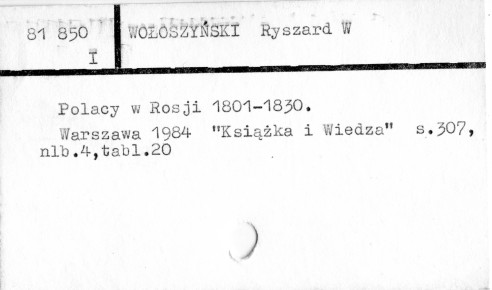 81 850 WOŁOSZYŃSKI Ryszard W
I
Polacy w Rosji 1801-1830.
Warszawa 1984 "Książka i Wiedza" s.307,
nlb.4,tabl.20